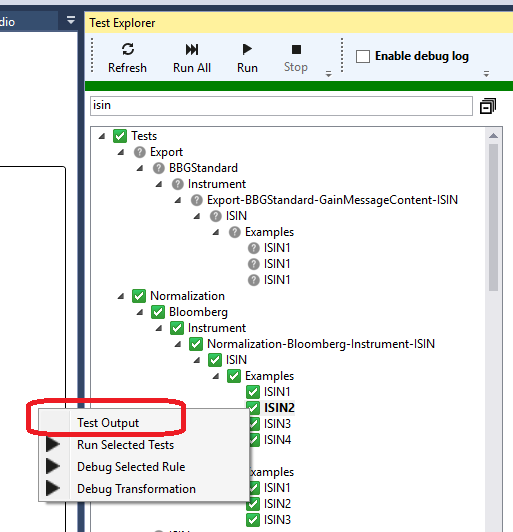 dio
Test Explorer
Refresh
Run All
Run
Stop
Enable debug log
isin
Tests
Export
BBGStandard
Instrument
Export-BBGStandard-GainMessageContent-ISIN
ISIN
Examples
ISIN1
ISIN1
ISIN1
Normalization
Bloomberg
Instrument
Normalization-Bloomberg-Instrument-ISIN
ISIN
Examples
ISIN1
ISIN2
ISIN3
ISIN4
Test Output
Run Selected Tests
Debug Selected Rule
Debug Transformation
xamples
ISIN1
ISIN2
ISIN3